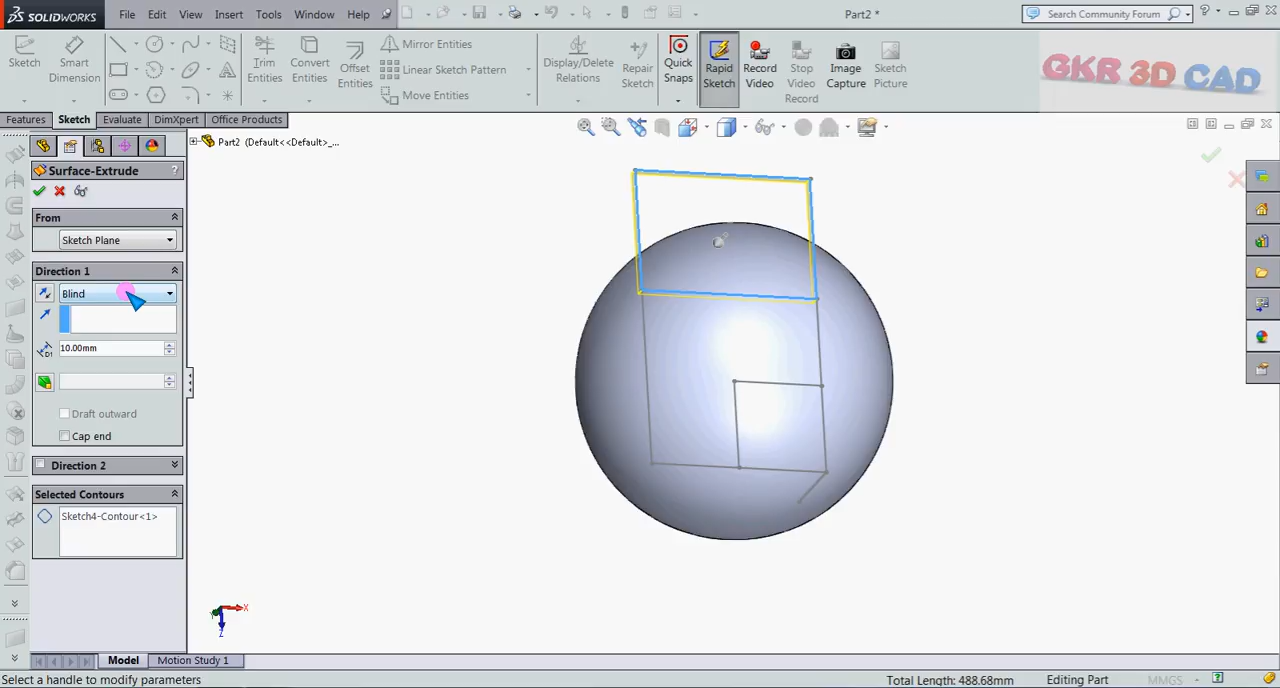 SOLIDWORKS File Edit View Insert Tools Window Help Part2 * Search Community Forum
Sketch Smart Dimension Trim Entities Convert Entities Offset Entities Mirror Entities Linear Sketch Pattern Move Entities Display/Delete Relations Repair Sketch Quick Snaps Rapid Sketch Record Video Stop Video Record Image Capture Sketch Picture
GKR 3D CAD
Features Sketch Evaluate DimXpert Office Products
Part2 (Default<<Default>_...
Surface-Extrude ?
From
Sketch Plane
Direction 1
Blind
10.00mm
D1
Draft outward
Cap end
Direction 2
Selected Contours
Sketch4-Contour<1>
X
Z
Model Motion Study 1
Select a handle to modify parameters Total Length: 488.68mm Editing Part MMGS